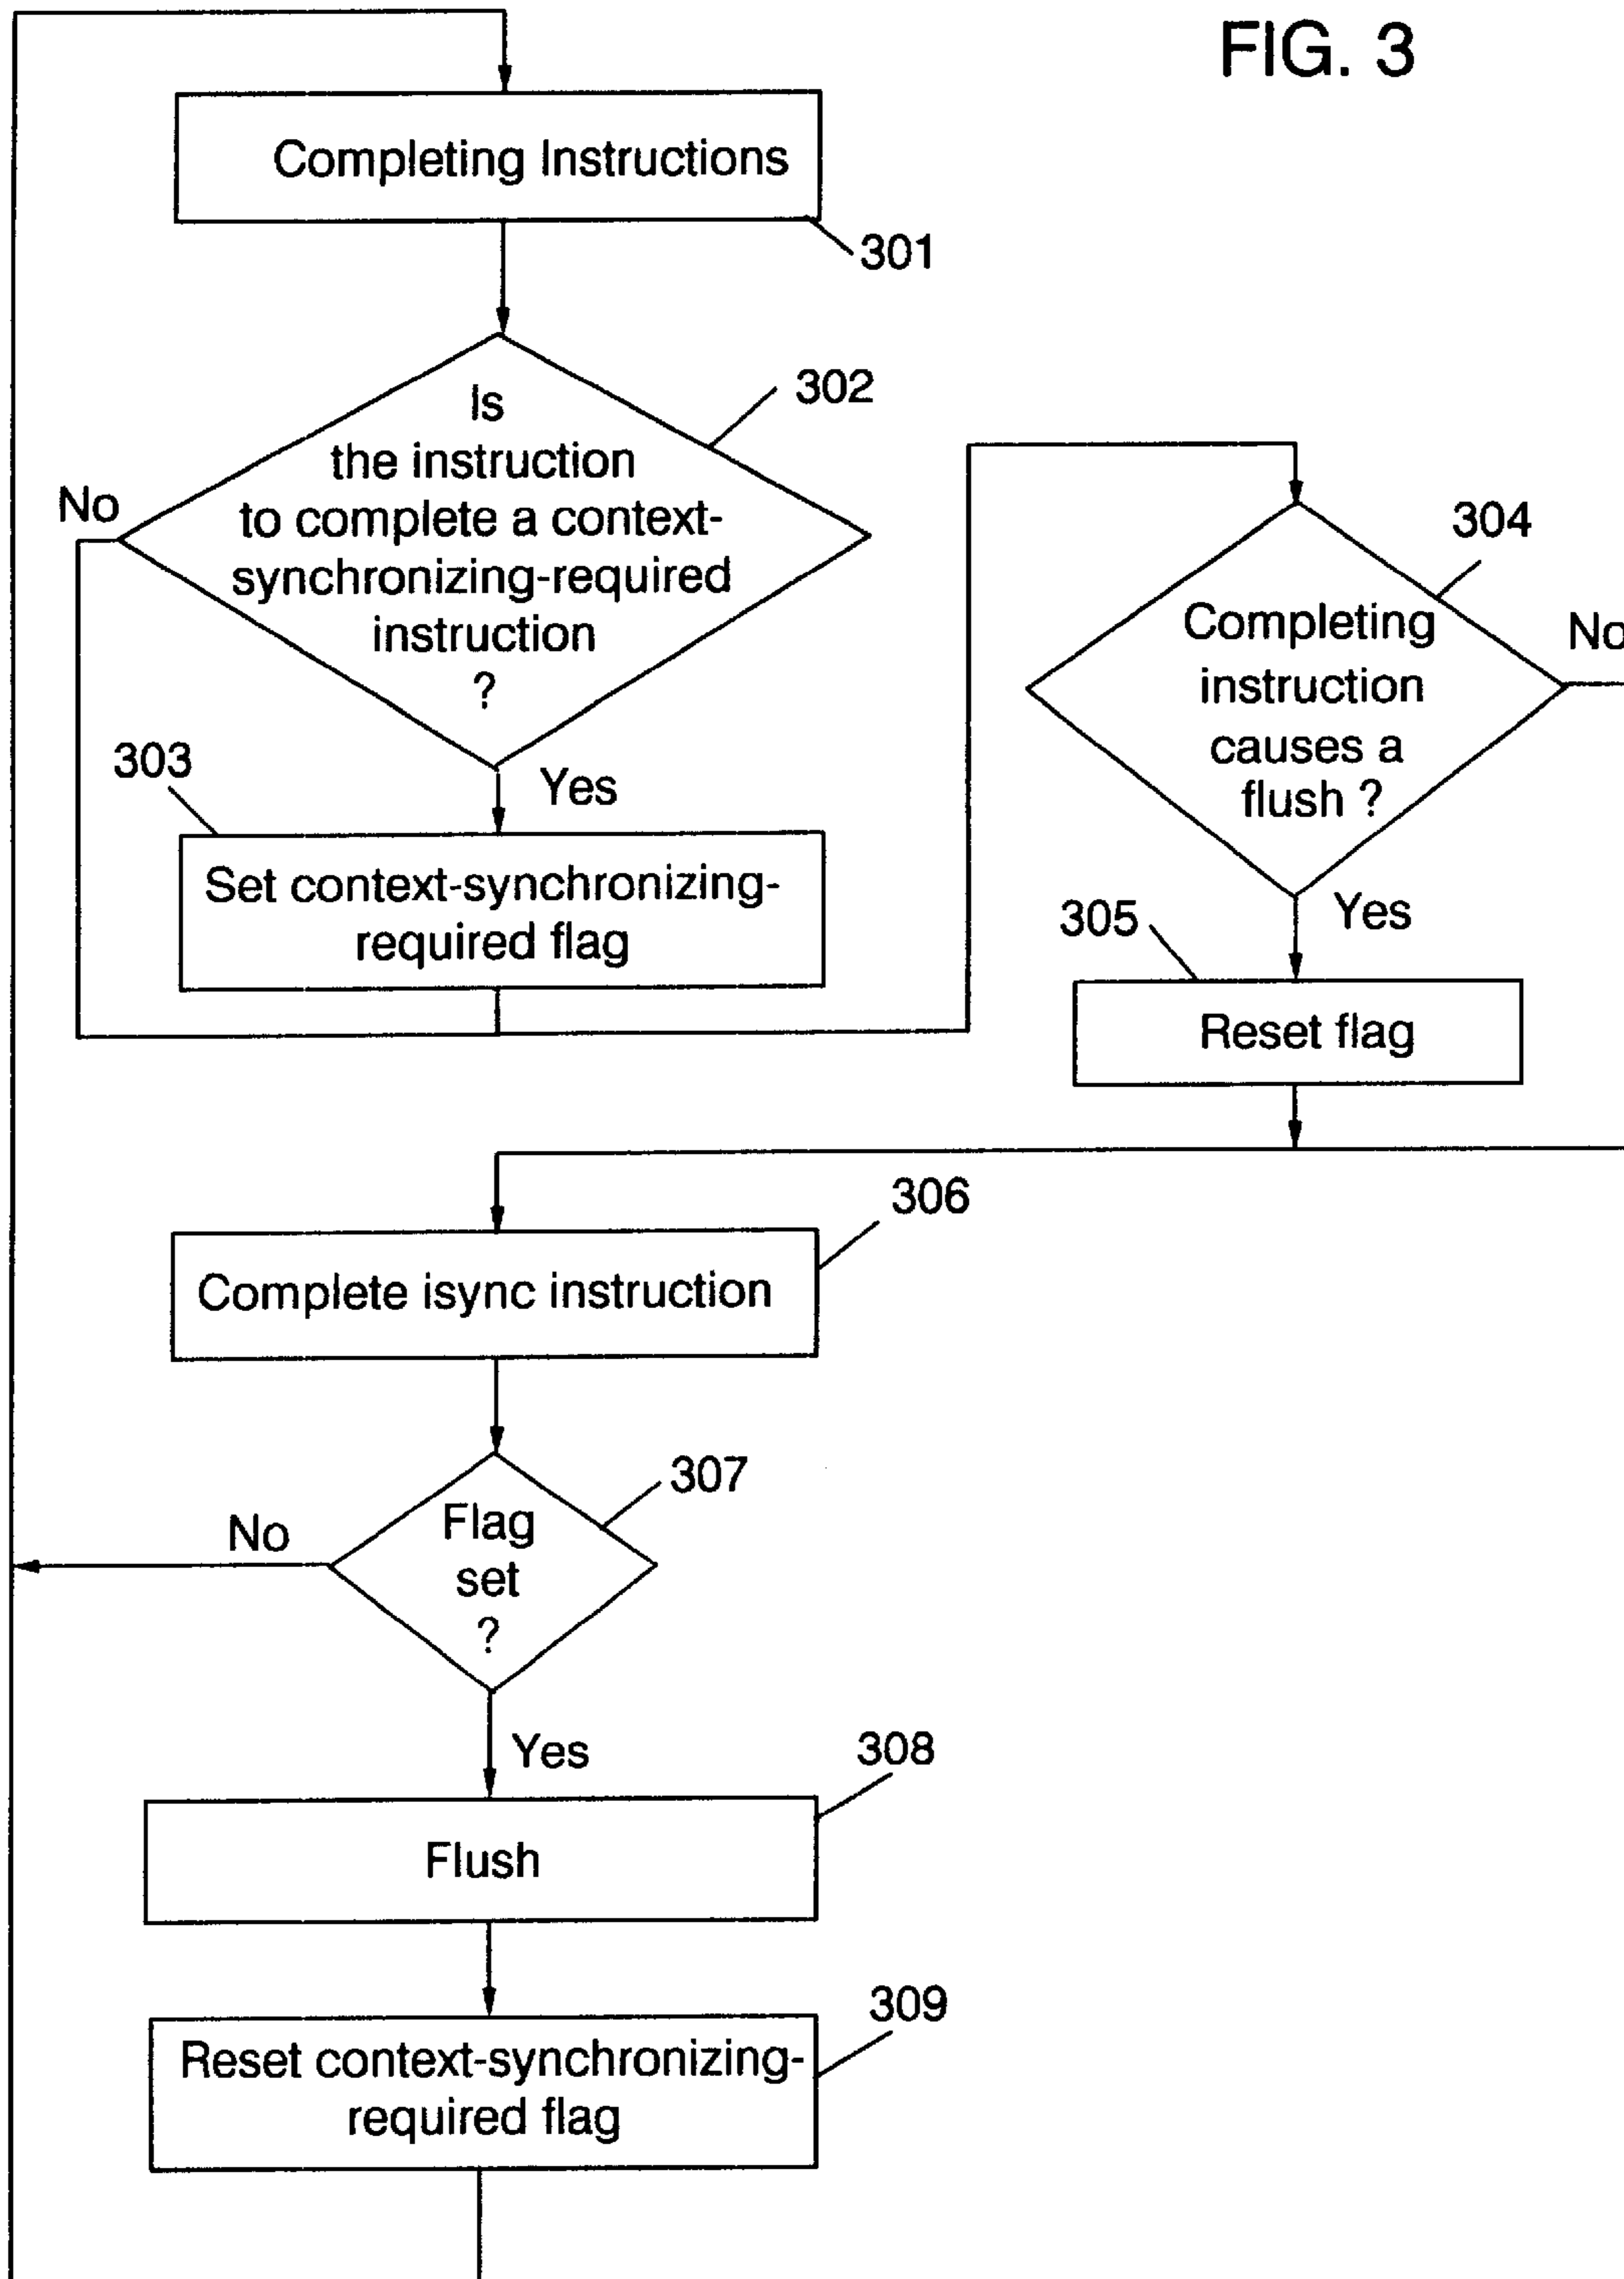 FIG. 3
Completing Instructions
301
Is
the instruction
to complete a context-
synchronizing-required
instruction
?
302
No
Yes
303
Set context-synchronizing-
required flag
304
Completing
instruction
causes a
flush ?
No
Yes
305
Reset flag
306
Complete isync instruction
307
Flag
set
?
No
Yes
308
Flush
309
Reset context-synchronizing-
required flag